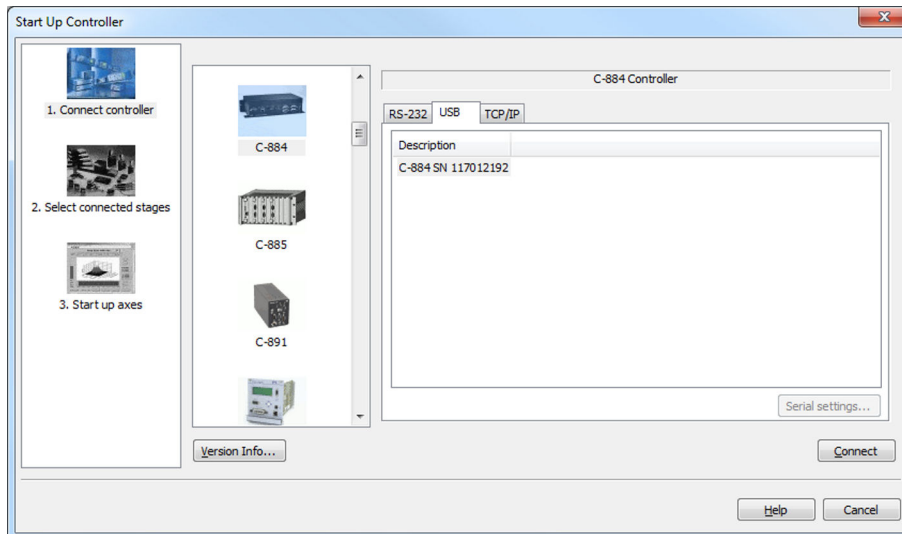 Start Up Controller
1. Connect controller
2. Select connected stages
3. Start up axes
C-884
C-885
C-891
Version Info...
C-884 Controller
RS-232
USB
TCP/IP
Description
C-884 SN 117012192
Serial settings...
Connect
Help
Cancel